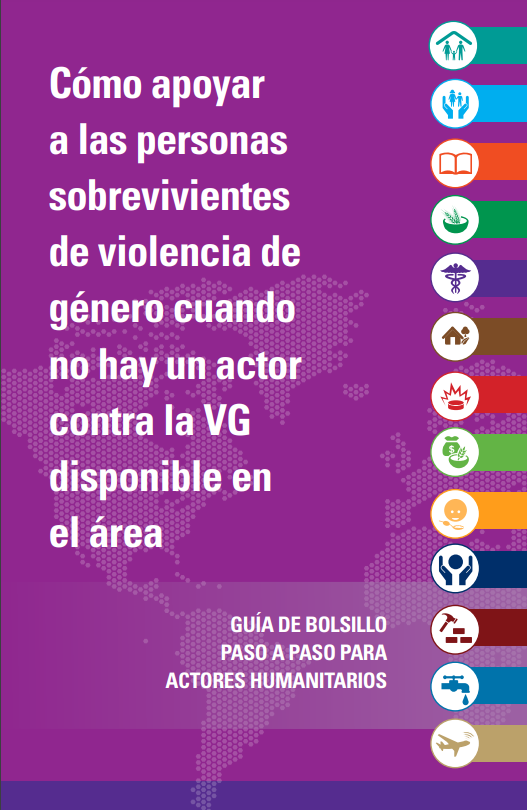 Cómo apoyar
a las personas
sobrevivientes
de violencia de
género cuando
no hay un actor
contra la VG
disponible en
el área
GUÍA DE BOLSILLO
PASO A PASO PARA
ACTORES HUMANITARIOS
$